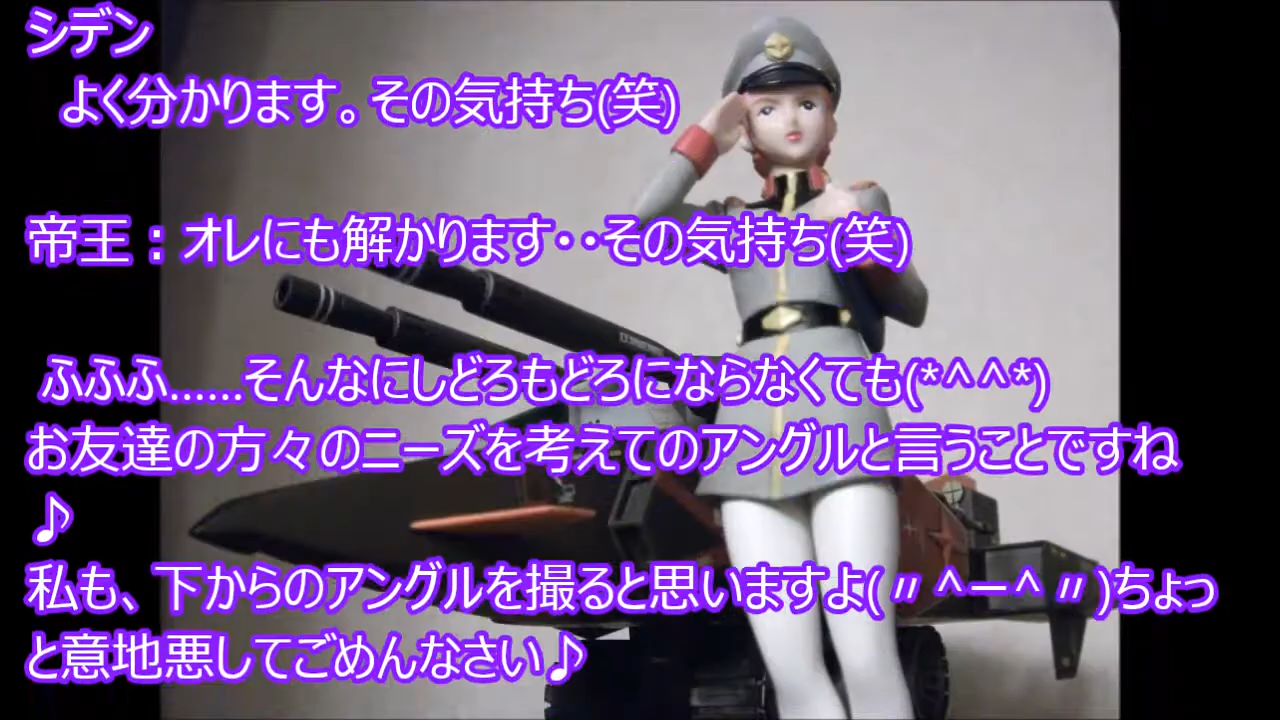 シデン
よく分かります。その気持ち(笑)
帝王：オレにも解かります・・その気持ち(笑)
ふふふ……そんなにしどろもどろにならなくても(*^^*)
お友達の方々のニーズを考えてのアングルと言うことですね
♪
私も、下からのアングルを撮ると思いますよ(〃^ー^〃)ちょっ
と意地悪してごめんなさい♪